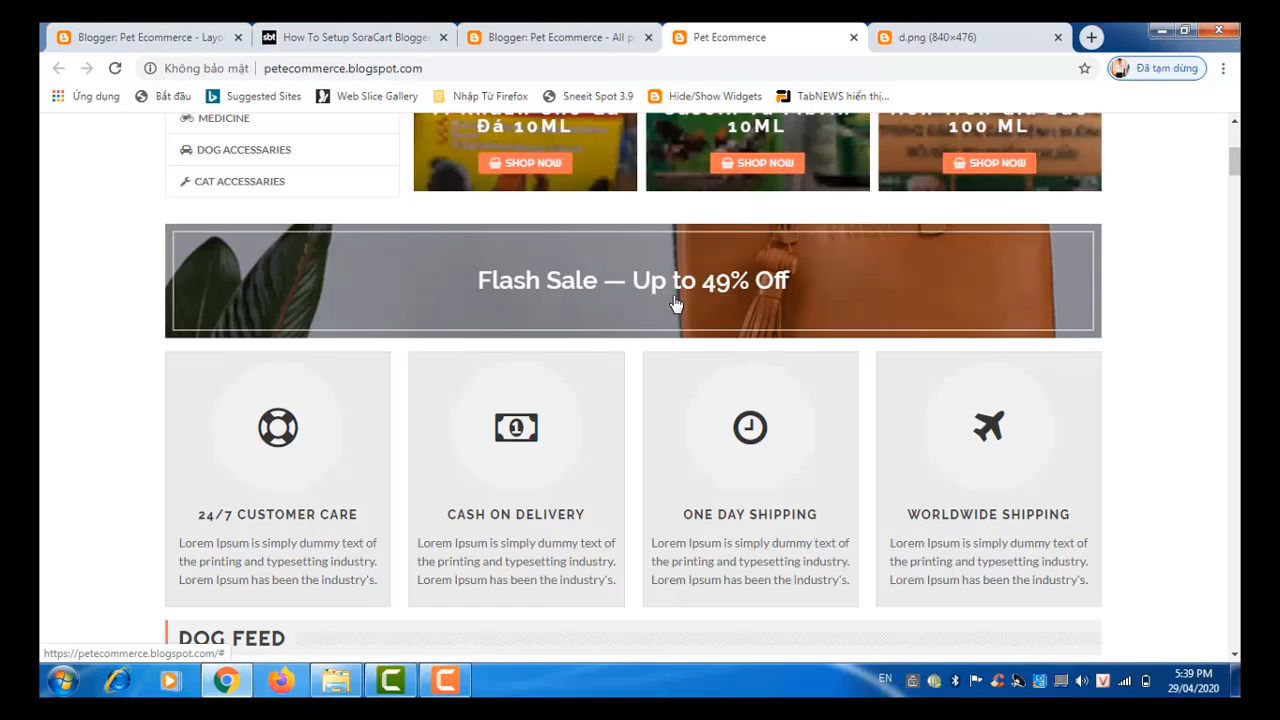 Blogger: Pet Ecommerce - Layo
How To Setup SoraCart Blogger
Blogger: Pet Ecommerce - All p
Pet Ecommerce
d.png (840×476)
Không bảo mật
petecommerce.blogspot.com
Đã tạm dừng
Ứng dụng
Bắt đầu
Suggested Sites
Web Slice Gallery
Nhập Từ Firefox
Sneeit Spot 3.9
Hide/Show Widgets
TabNEWS hiển thị...
MEDICINE
DOG ACCESSARIES
CAT ACCESSARIES
Đá 10ML
SHOP NOW
10ML
SHOP NOW
100 ML
SHOP NOW
Flash Sale — Up to 49% Off
24/7 CUSTOMER CARE
Lorem Ipsum is simply dummy text of
the printing and typesetting industry.
Lorem Ipsum has been the industry's.
CASH ON DELIVERY
Lorem Ipsum is simply dummy text of
the printing and typesetting industry.
Lorem Ipsum has been the industry's.
ONE DAY SHIPPING
Lorem Ipsum is simply dummy text of
the printing and typesetting industry.
Lorem Ipsum has been the industry's.
WORLDWIDE SHIPPING
Lorem Ipsum is simply dummy text of
the printing and typesetting industry.
Lorem Ipsum has been the industry's.
DOG FEED
https://petecommerce.blogspot.com/#
EN
5:39 PM
29/04/2020